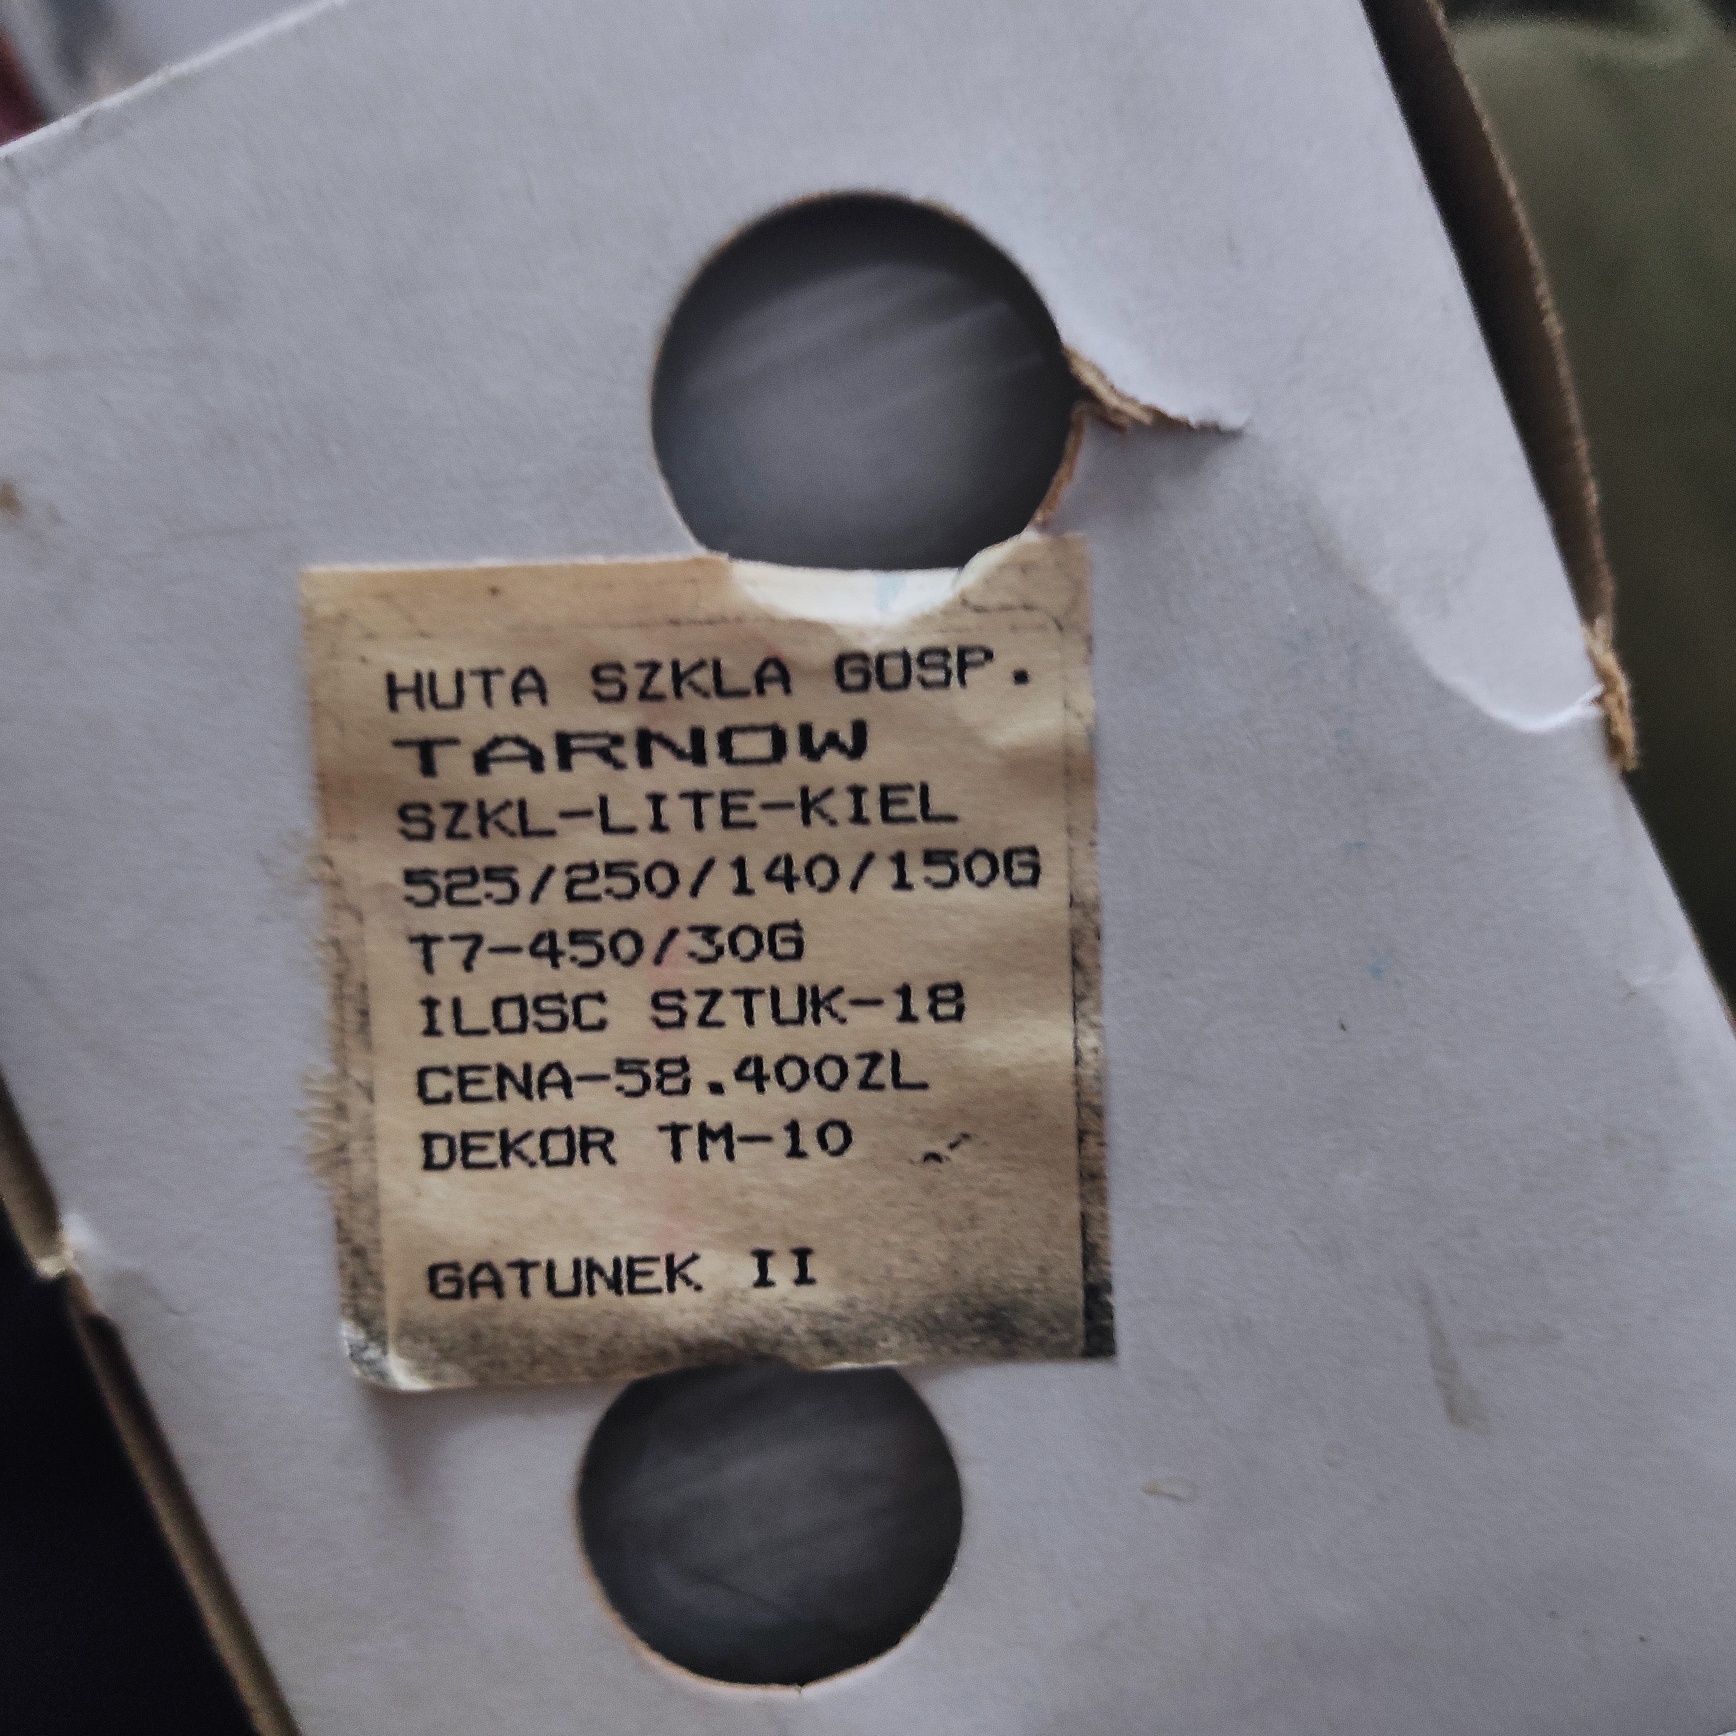 HUTA SZKLA GOSP.
TARNOW
SZKL-LITE-KIEL
525/250/140/150G
T7-450/30G
ILOSC SZTUK-18
CENA-58.400ZL
DEKOR TM-10
GATUNEK II